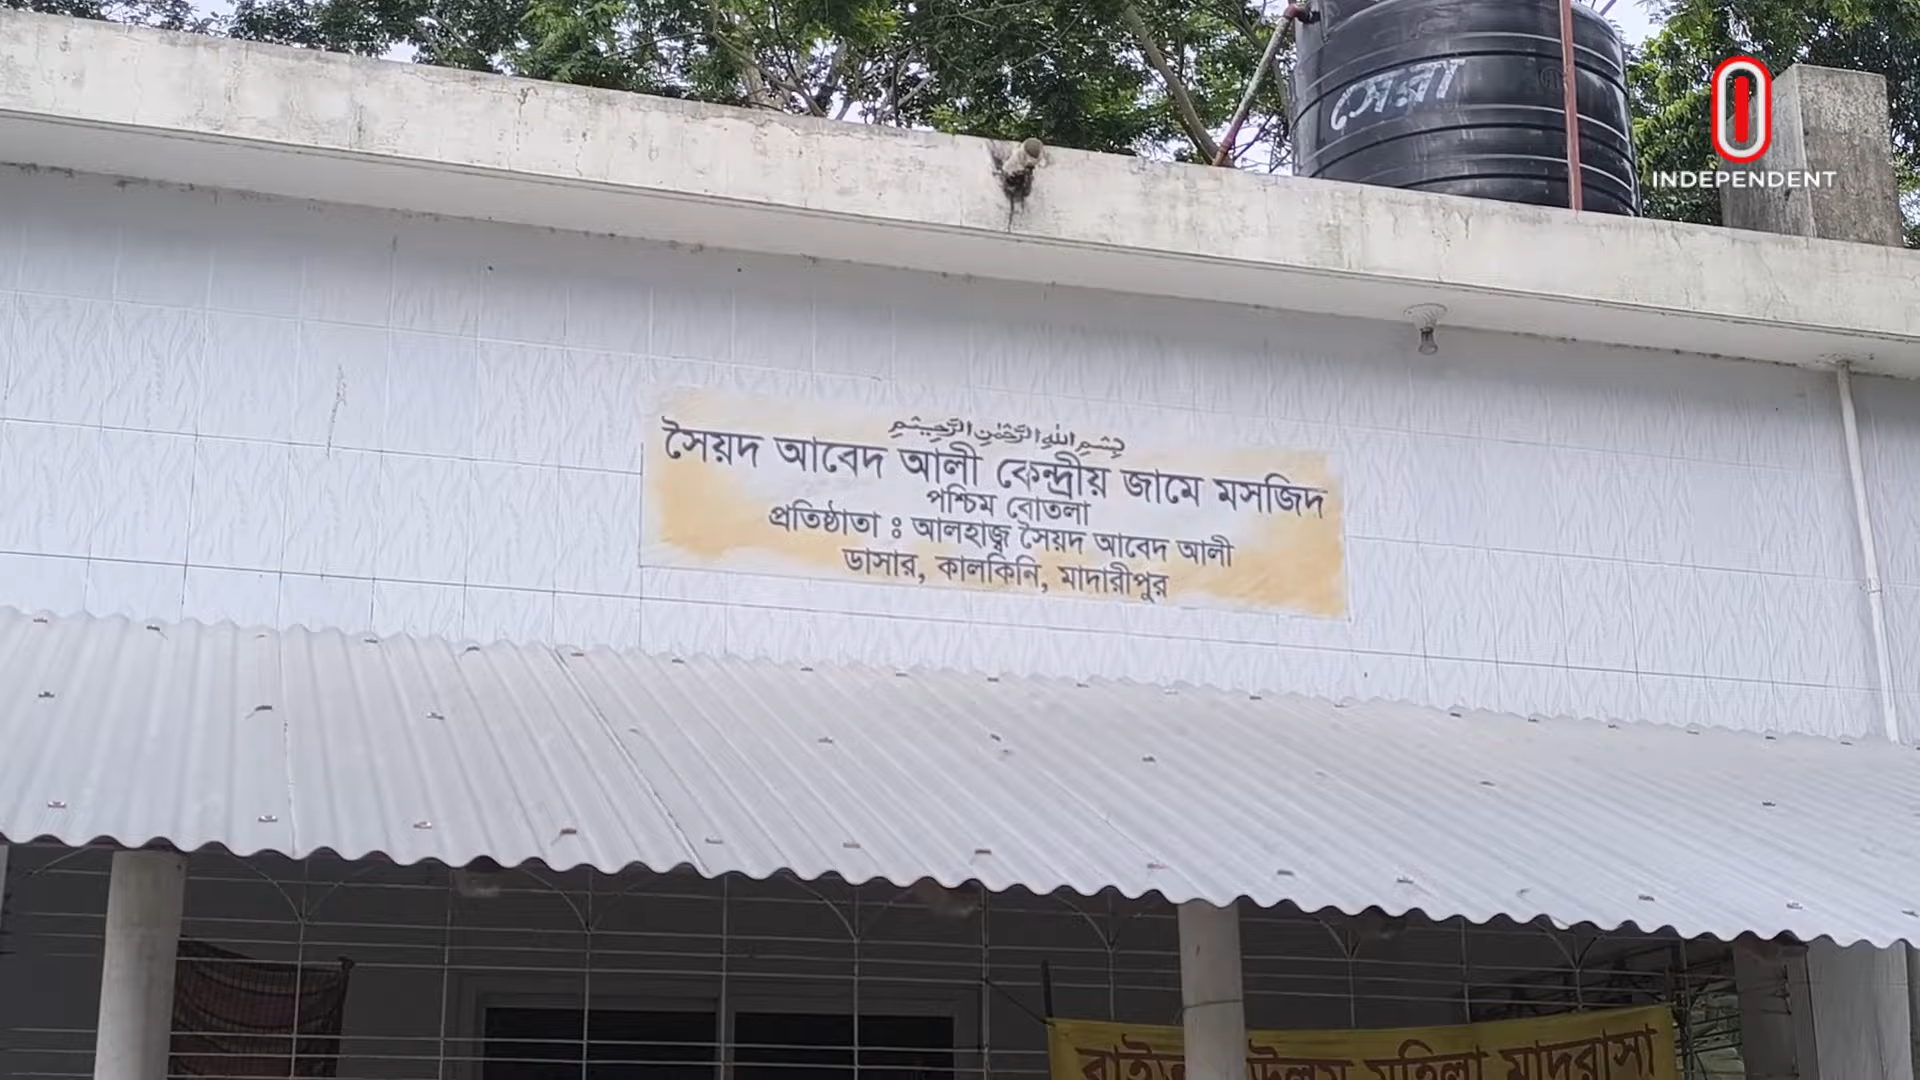 সেরা
INDEPENDENT
بِسْمِ اللهِ الرَّحْمٰنِ الرَّحِيْمِ
সৈয়দ আবেদ আলী কেন্দ্রীয় জামে মসজিদ
পশ্চিম বোতলা
প্রতিষ্ঠাতা ঃ আলহাজ্ব সৈয়দ আবেদ আলী
ডাসার, কালকিনি, মাদারীপুর
মহিলা মাদরাসা